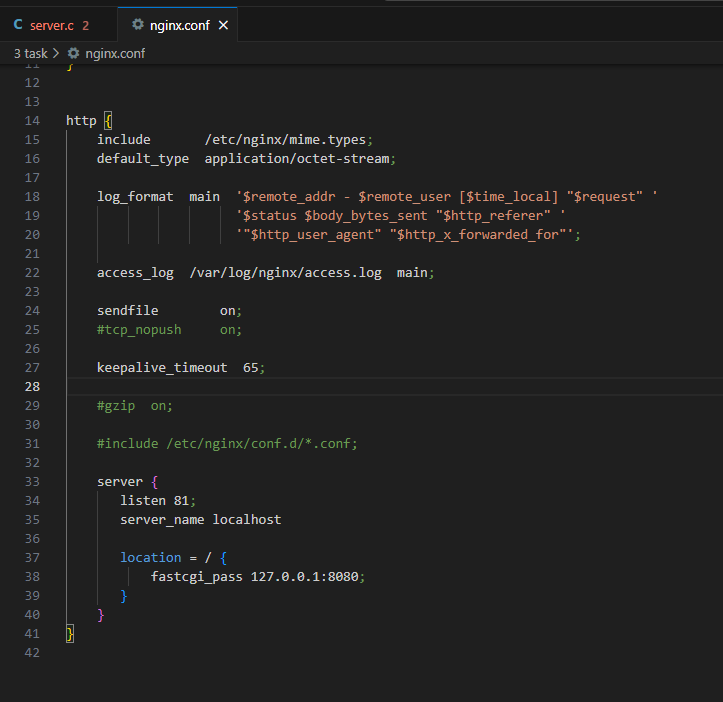 C server.c 2 nginx.conf ×
3 task > nginx.conf
11 }
12
13
14 http {
15 include /etc/nginx/mime.types;
16 default_type application/octet-stream;
17
18 log_format main '$remote_addr - $remote_user [$time_local] "$request" '
19 '$status $body_bytes_sent "$http_referer" '
20 '"$http_user_agent" "$http_x_forwarded_for"';
21
22 access_log /var/log/nginx/access.log main;
23
24 sendfile on;
25 #tcp_nopush on;
26
27 keepalive_timeout 65;
28
29 #gzip on;
30
31 #include /etc/nginx/conf.d/*.conf;
32
33 server {
34 listen 81;
35 server_name localhost
36
37 location = / {
38 fastcgi_pass 127.0.0.1:8080;
39 }
40 }
41 }
42